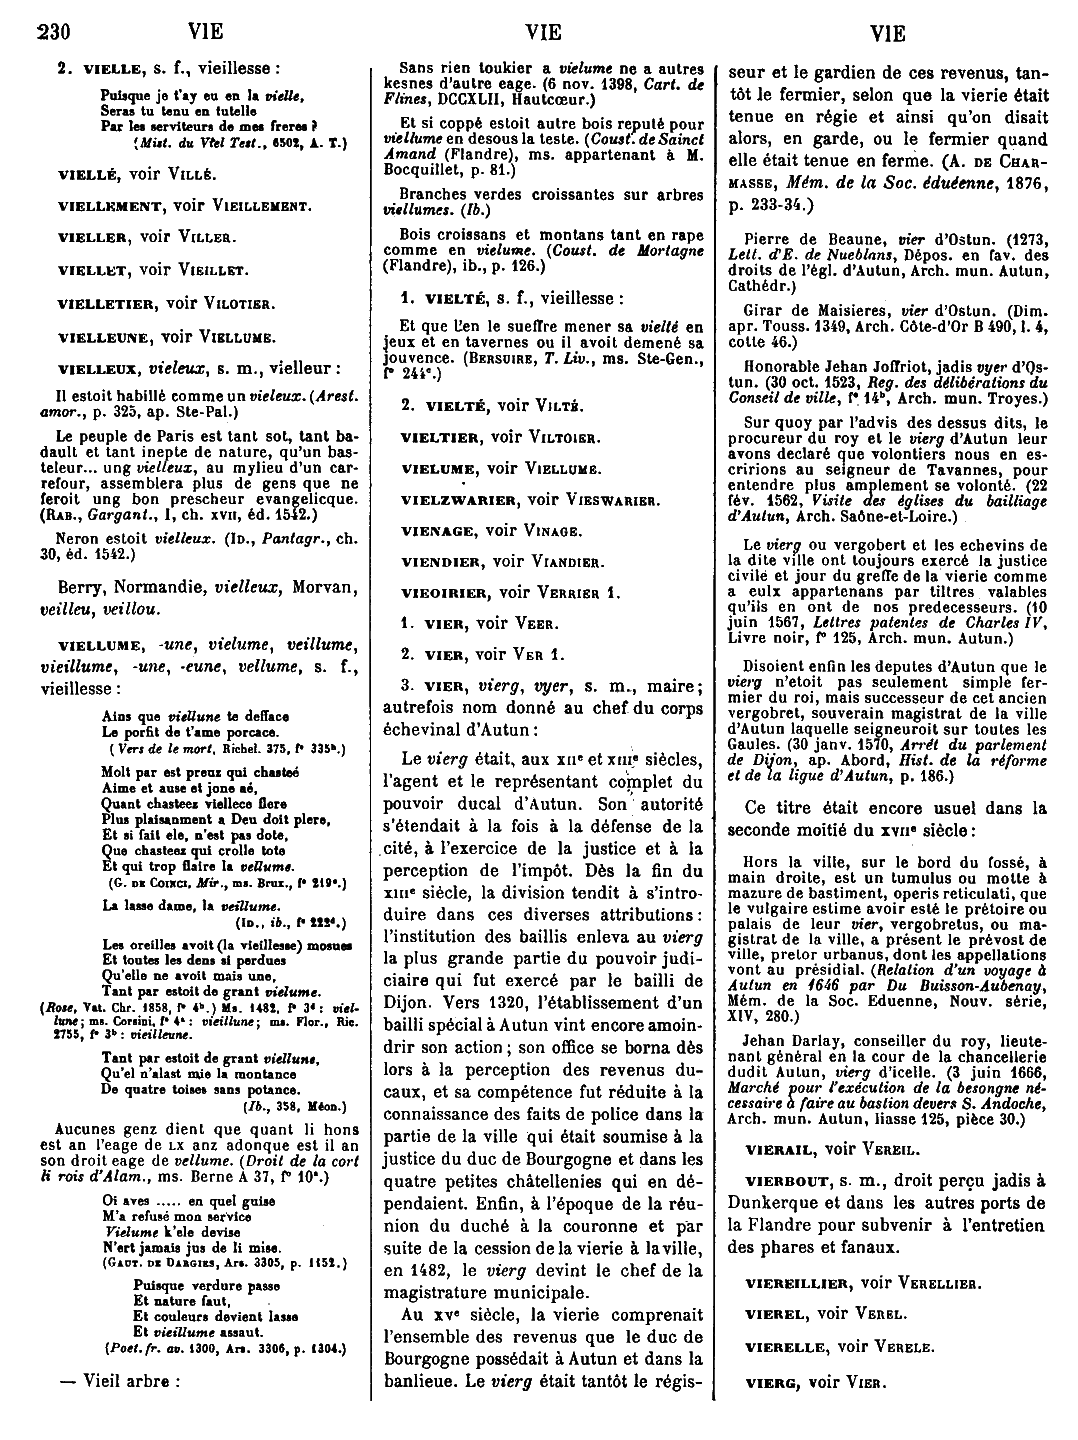 230 VIE VIE VIE
2. VIELLE, s. f., vieillesse :
Puisque je t'ay eu en la vielle,
Seras tu tenu en tutelle
Par les serviteurs de mes freres ?
(Mist. du Viel Test., 6502, A. T.)
VIELLÉ, voir VILLÉ.
VIELLEMENT, voir VIEILLEMENT.
VIELLER, voir VILLER.
VIELLET, voir VIEILLET.
VIELLETIER, voir VILOTIER.
VIELLEUNE, voir VIELLUME.
VIELLEUX, vieleux, s. m., vielleur :
Il estoit habillé comme un vieleux. (Arest.
amor., p. 325, ap. Ste-Pal.)
Le peuple de Paris est tant sot, tant ba-
dault et tant inepte de nature, qu'un bas-
teleur... ung vielleux, au mylieu d'un car-
refour, assemblera plus de gens que ne
feroit ung bon prescheur evangelicque.
(RAB., Gargant., I, ch. XVII, éd. 1542.)
Neron estoit vielleux. (ID., Pantagr., ch.
30, éd. 1542.)
Berry, Normandie, vielleux, Morvan,
veilleu, veillou.
VIELLUME, -une, vielume, veillume,
vieillume, -une, -eune, vellume, s. f.,
vieillesse :
Ains que viellune te defface
Le porfit de t'ame porcace.
(Vers de le mort, Richel. 375, f° 335ᵇ.)
Molt par est preuz qui chasteé
Aime et ause et jone aé,
Quant chasteez viellece flere
Plus plaisanment a Deu doit plere,
Et si fait ele, n'est pas dote,
Que chasteez qui crolle tote
Et qui trop flaire la vellume.
(G. DE COINCI, Mir., ms. Brux., f° 219ᵃ.)
La lasse dame, la veillume.
(ID., ib., f° 222ᵈ.)
Les oreilles avoit (la vieillesse) mosues
Et toutes les dens si perdues
Qu'elle ne avoit mais une,
Tant par estoit de grant vielume.
(Rose, Vat. Chr. 1858, f° 4ᵇ.) Ms. 1482, f° 3ᵈ : viel-
lune ; ms. Corsini, f° 4ᵃ : vieillune ; ms. Flor., Ric.
2755, f° 3ᵇ : vieilleune.
Tant par estoit de grant viellune,
Qu'el n'alast mie la montance
De quatre toises sans potance.
(Ib., 358, Méon.)
Aucunes genz dient que quant li hons
est an l'eage de LX anz adonque est il an
son droit eage de vellume. (Droit de la cort
li rois d'Alam., ms. Berne A 37, f° 10ᵃ.)
Oi aves ..... en quel guise
M'a refusé mon service
Vielume k'ele devise
N'ert jamais jus de li mise.
(GAUT. DE DARGIES, Ars. 3305, p. 1152.)
Puisque verdure passe
Et nature faut,
Et couleurs devient lasse
Et vieillume assaut.
(Poet. fr. av. 1300, Ars. 3306, p. 1304.)
— Vieil arbre :
Sans rien toukier a vielume ne a autres
kesnes d'autre eage. (6 nov. 1398, Cart. de
Flines, DCCXLII, Hautcœur.)
Et si coppé estoit autre bois reputé pour
viellume en desous la teste. (Coust. de Sainct
Amand (Flandre), ms. appartenant à M.
Bocquillet, p. 81.)
Branches verdes croissantes sur arbres
viellumes. (Ib.)
Bois croissans et montans tant en rape
comme en vielume. (Coust. de Mortagne
(Flandre), ib., p. 126.)
1. VIELTÉ, s. f., vieillesse :
Et que l'en le sueffre mener sa vielté en
jeux et en tavernes ou il avoit demené sa
jouvence. (BERSUIRE, T. Liv., ms. Ste-Gen.,
f° 244ᶜ.)
2. VIELTÉ, voir VILTÉ.
VIELTIER, voir VILTOIER.
VIELUME, voir VIELLUME.
VIELZWARIER, voir VIESWARIER.
VIENAGE, voir VINAGE.
VIENDIER, voir VIANDIER.
VIEOIRIER, voir VERRIER 1.
1. VIER, voir VEER.
2. VIER, voir VER 1.
3. VIER, vierg, vyer, s. m., maire ;
autrefois nom donné au chef du corps
échevinal d'Autun :
Le vierg était, aux XIIᵉ et XIIIᵉ siècles,
l'agent et le représentant complet du
pouvoir ducal d'Autun. Son autorité
s'étendait à la fois à la défense de la
cité, à l'exercice de la justice et à la
perception de l'impôt. Dès la fin du
XIIIᵉ siècle, la division tendit à s'intro-
duire dans ces diverses attributions :
l'institution des baillis enleva au vierg
la plus grande partie du pouvoir judi-
ciaire qui fut exercé par le bailli de
Dijon. Vers 1320, l'établissement d'un
bailli spécial à Autun vint encore amoin-
drir son action ; son office se borna dès
lors à la perception des revenus du-
caux, et sa compétence fut réduite à la
connaissance des faits de police dans la
partie de la ville qui était soumise à la
justice du duc de Bourgogne et dans les
quatre petites châtellenies qui en dé-
pendaient. Enfin, à l'époque de la réu-
nion du duché à la couronne et par
suite de la cession de la vierie à la ville,
en 1482, le vierg devint le chef de la
magistrature municipale.
Au XVᵉ siècle, la vierie comprenait
l'ensemble des revenus que le duc de
Bourgogne possédait à Autun et dans la
banlieue. Le vierg était tantôt le régis-
seur et le gardien de ces revenus, tan-
tôt le fermier, selon que la vierie était
tenue en régie et ainsi qu'on disait
alors, en garde, ou le fermier quand
elle était tenue en ferme. (A. DE CHAR-
MASSE, Mém. de la Soc. éduéenne, 1876,
p. 233-34.)
Pierre de Beaune, vier d'Ostun. (1273,
Lett. d'E. de Nueblans, Dépos. en fav. des
droits de l'égl. d'Autun, Arch. mun. Autun,
Cathédr.)
Girar de Maisieres, vier d'Ostun. (Dim.
apr. Touss. 1349, Arch. Côte-d'Or B 490, l. 4,
cotte 46.)
Honorable Jehan Joffriot, jadis vyer d'Os-
tun. (30 oct. 1523, Reg. des délibérations du
Conseil de ville, f° 14ᵇ, Arch. mun. Troyes.)
Sur quoy par l'advis des dessus dits, le
procureur du roy et le vierg d'Autun leur
avons declaré que volontiers nous en es-
cririons au seigneur de Tavannes, pour
entendre plus amplement se volonté. (22
fév. 1562, Visite des églises du bailliage
d'Autun, Arch. Saône-et-Loire.)
Le vierg ou vergobert et les echevins de
la dite ville ont toujours exercé la justice
civile et jour du greffe de la vierie comme
a eulx appartenans par tiltres valables
qu'ils en ont de nos predecesseurs. (10
juin 1567, Lettres patentes de Charles IV,
Livre noir, f° 125, Arch. mun. Autun.)
Disoient enfin les deputes d'Autun que le
vierg n'etoit pas seulement simple fer-
mier du roi, mais successeur de cet ancien
vergobret, souverain magistrat de la ville
d'Autun laquelle seigneuroit sur toutes les
Gaules. (30 janv. 1570, Arrêt du parlement
de Dijon, ap. Abord, Hist. de la réforme
et de la ligue d'Autun, p. 186.)
Ce titre était encore usuel dans la
seconde moitié du XVIIᵉ siècle :
Hors la ville, sur le bord du fossé, à
main droite, est un tumulus ou motte à
mazure de bastiment, operis reticulati, que
le vulgaire estime avoir esté le prétoire ou
palais de leur vier, vergobretus, ou ma-
gistrat de la ville, a présent le prévost de
ville, pretor urbanus, dont les appellations
vont au présidial. (Relation d'un voyage à
Autun en 1646 par Du Buisson-Aubenay,
Mém. de la Soc. Eduenne, Nouv. série,
XIV, 280.)
Jehan Darlay, conseiller du roy, lieute-
nant général en la cour de la chancellerie
dudit Autun, vierg d'icelle. (3 juin 1666,
Marché pour l'exécution de la besongne né-
cessaire à faire au bastion devers S. Andoche,
Arch. mun. Autun, liasse 125, pièce 30.)
VIERAIL, voir VEREIL.
VIERBOUT, s. m., droit perçu jadis à
Dunkerque et dans les autres ports de
la Flandre pour subvenir à l'entretien
des phares et fanaux.
VIEREILLIER, voir VERELLIER.
VIEREL, voir VEREL.
VIERELLE, voir VERELE.
VIERG, voir VIER.